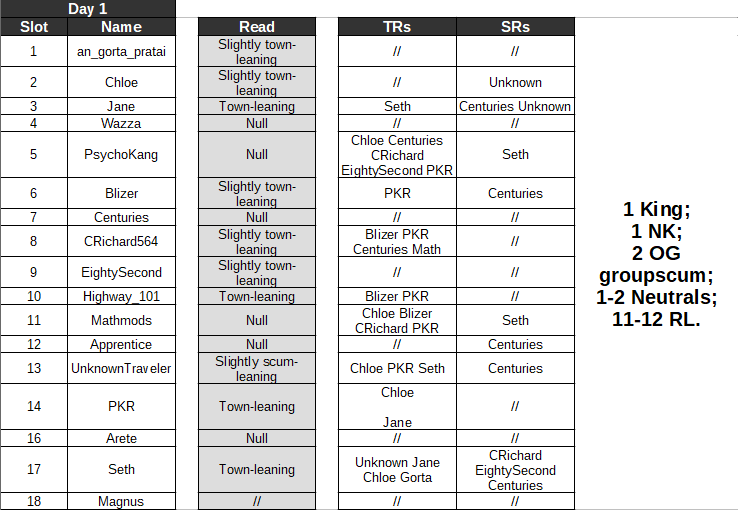 Day 1
Slot Name Read TRs SRs
1 an_gorta_pratai Slightly town-leaning // //
2 Chloe Slightly town-leaning // Unknown
3 Jane Town-leaning Seth Centuries Unknown
4 Wazza Null // //
5 PsychoKang Null Chloe Centuries CRichard EightySecond PKR Seth
6 Blizer Slightly town-leaning PKR Centuries
7 Centuries Null // //
8 CRichard564 Slightly town-leaning Blizer PKR Centuries Math //
9 EightySecond Slightly town-leaning // //
10 Highway_101 Town-leaning Blizer PKR //
11 Mathmods Null Chloe Blizer CRichard PKR Seth
12 Apprentice Null // Centuries
13 UnknownTraveler Slightly scum-leaning Chloe PKR Seth Centuries
14 PKR Town-leaning Chloe Jane //
16 Arete Null // //
17 Seth Town-leaning Unknown Jane Chloe Gorta CRichard EightySecond Centuries
18 Magnus // // //
1 King;
1 NK;
2 OG
groupscum;
1-2 Neutrals;
11-12 RL.